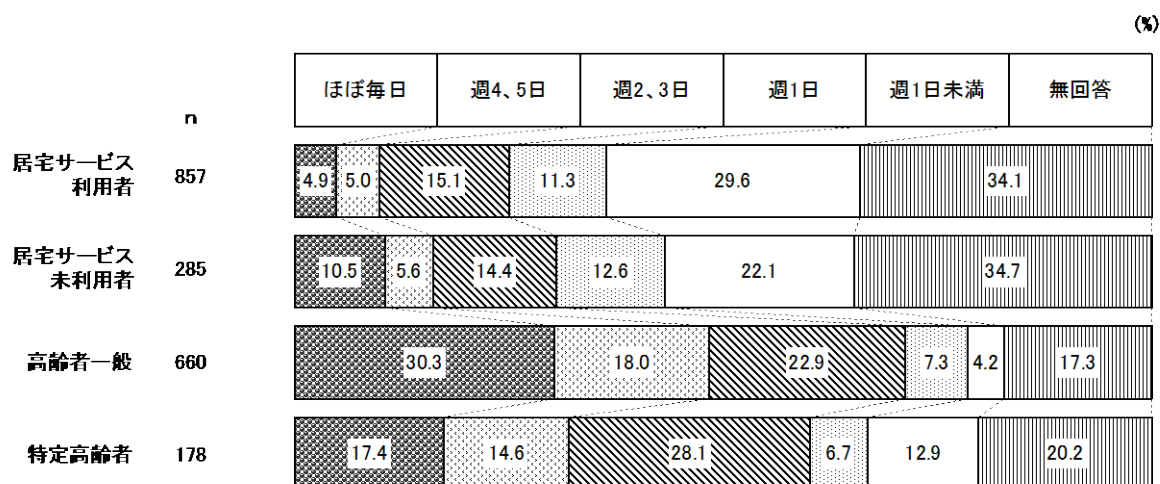 (%)
ほぼ毎日 週4、5日 週2、3日 週1日 週1日未満 無回答
n
居宅サービス
利用者
857
4.9 5.0 15.1 11.3 29.6 34.1
居宅サービス
未利用者
285
10.5 5.6 14.4 12.6 22.1 34.7
高齢者一般 660 30.3 18.0 22.9 7.3 4.2 17.3
特定高齢者 178 17.4 14.6 28.1 6.7 12.9 20.2